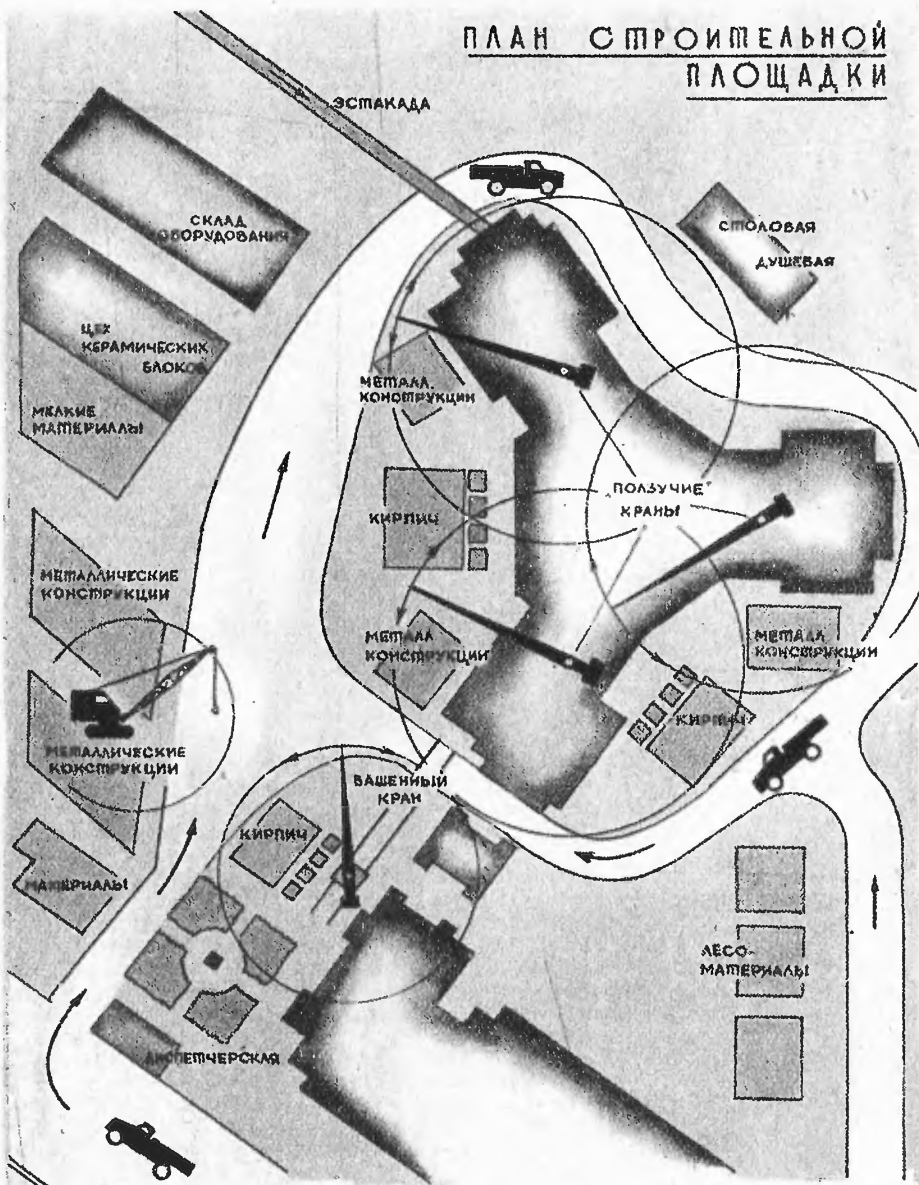 ПЛАН СТРОИТЕЛЬНОЙ
ПЛОЩАДКИ
ЭСТАКАДА
СКЛАД
ОБОРУДОВАНИЯ
СТОЛОВАЯ
ДУШЕВАЯ
ЦЕХ
КЕРАМИЧЕСКИХ
БЛОКОВ
МЕЛКИЕ
МАТЕРИАЛЫ
МЕТАЛЛ.
КОНСТРУКЦИИ
„ПОЛЗУЧИЕ"
КРАНЫ
КИРПИЧ
МЕТАЛЛИЧЕСКИЕ
КОНСТРУКЦИИ
МЕТАЛЛ
КОНСТРУКЦИИ
МЕТАЛЛ
КОНСТРУКЦИИ
КИРПИЧ
МЕТАЛЛИЧЕСКИЕ
КОНСТРУКЦИИ
БАШЕННЫЙ
КРАН
КИРПИЧ
МАТЕРИАЛЫ
ЛЕСО-
МАТЕРИАЛЫ
ДИСПЕТЧЕРСКАЯ